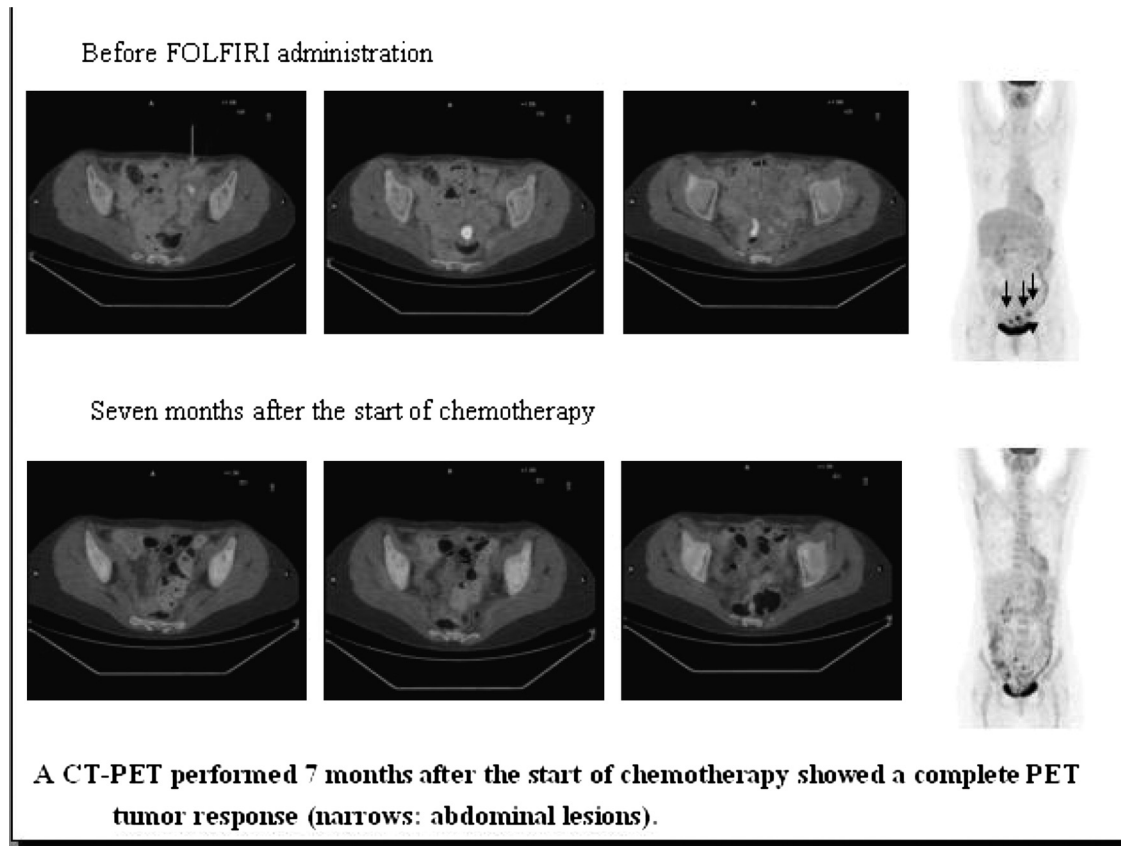 Before FOLFIRI administration
Seven months after the start of chemotherapy
A CT-PET performed 7 months after the start of chemotherapy showed a complete PET
tumor response (narrows: abdominal lesions).